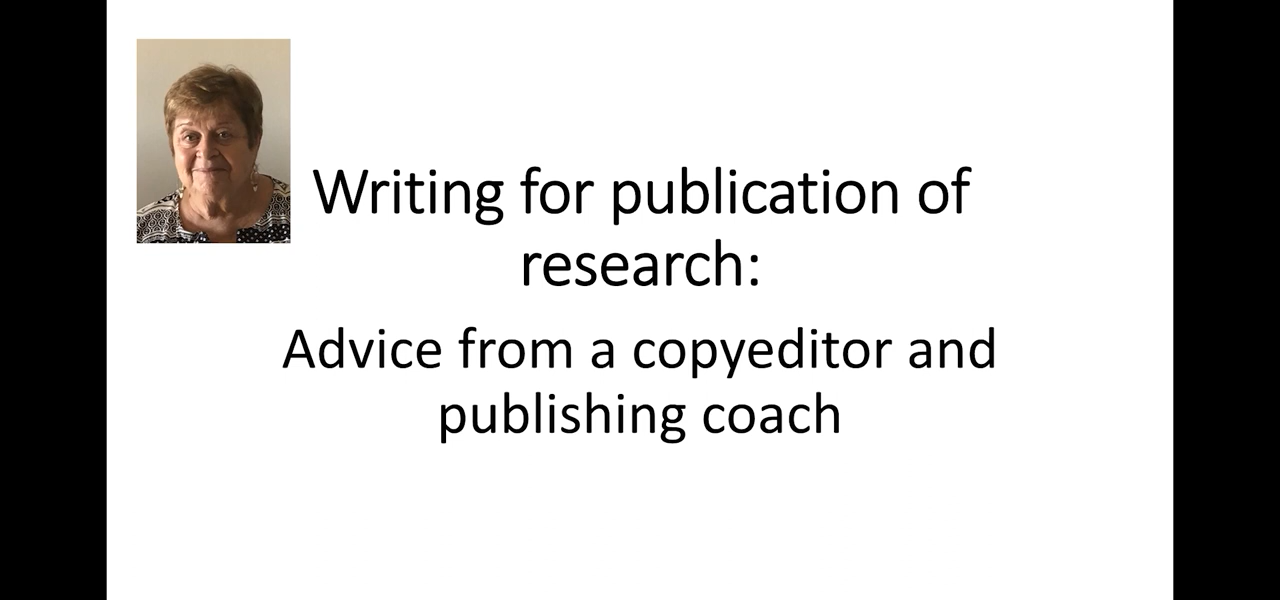 Writing for publication of
research:
Advice from a copyeditor and
publishing coach